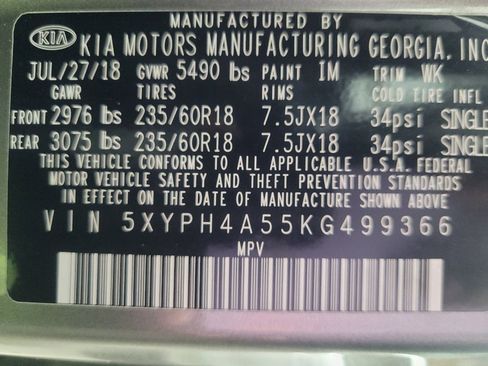 MANUFACTURED BY
KIA KIA MOTORS MANUFACTURING GEORGIA, INC
JUL/27/18 GVWR 5490 lbs PAINT IM TRIM WK
GAWR TIRES RIMS COLD TIRE INFL
FRONT 2976 lbs 235/60R18 7.5JX18 34psi SINGLE
REAR 3075 lbs 235/60R18 7.5JX18 34psi SINGLE
THIS VEHICLE CONFORMS TO ALL APPLICABLE U.S.A. FEDERAL
MOTOR VEHICLE SAFETY AND THEFT PREVENTION STANDARDS
IN EFFECT ON THE DATE OF MANUFACTURE SHOWN ABOVE.
VIN 5XYPH4A55KG499366
MPV